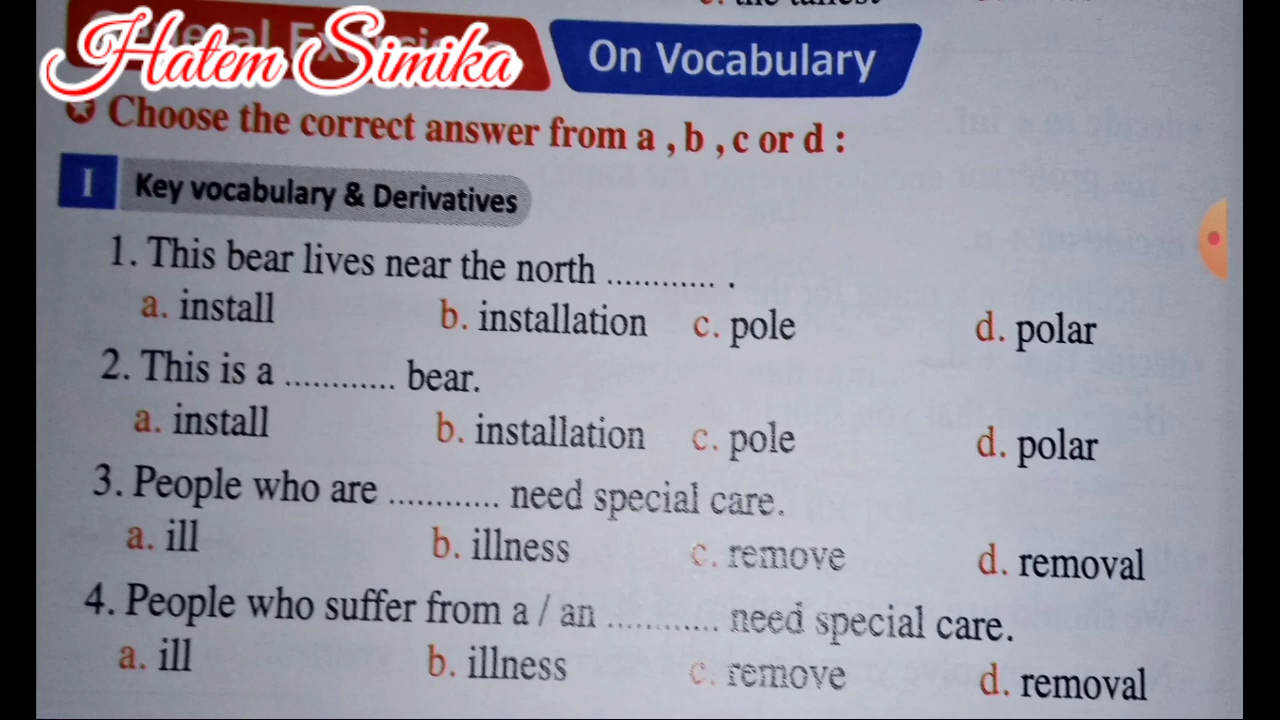 Hatem Simika
On Vocabulary
Choose the correct answer from a , b , c or d :
I Key vocabulary & Derivatives
1. This bear lives near the north ............ .
a. install b. installation c. pole d. polar
2. This is a ............ bear.
a. install b. installation c. pole d. polar
3. People who are ............ need special care.
a. ill b. illness c. remove d. removal
4. People who suffer from a / an ............ need special care.
a. ill b. illness c. remove d. removal